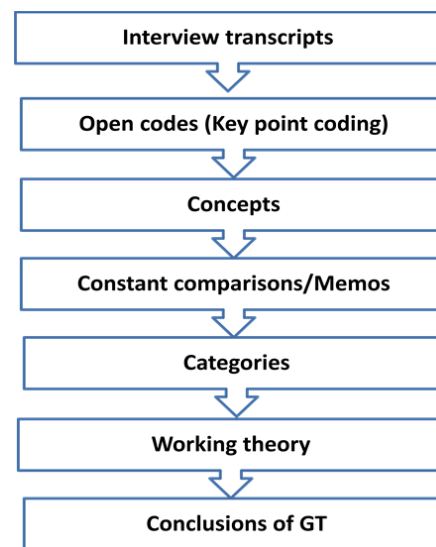 Interview transcripts
Open codes (Key point coding)
Concepts
Constant comparisons/Memos
Categories
Working theory
Conclusions of GT